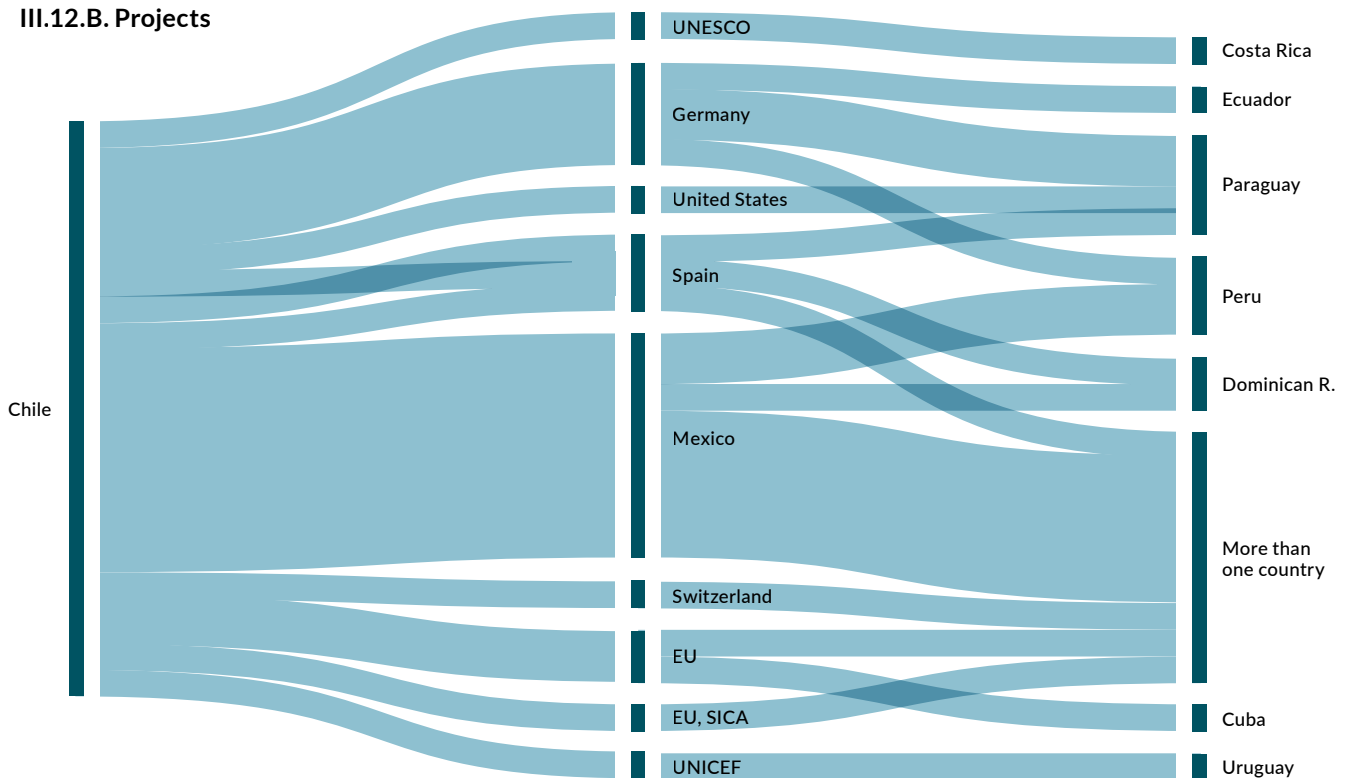 III.12.B. Projects
Chile
UNESCO
Germany
United States
Spain
Mexico
Switzerland
EU
EU, SICA
UNICEF
Costa Rica
Ecuador
Paraguay
Peru
Dominican R.
More than
one country
Cuba
Uruguay